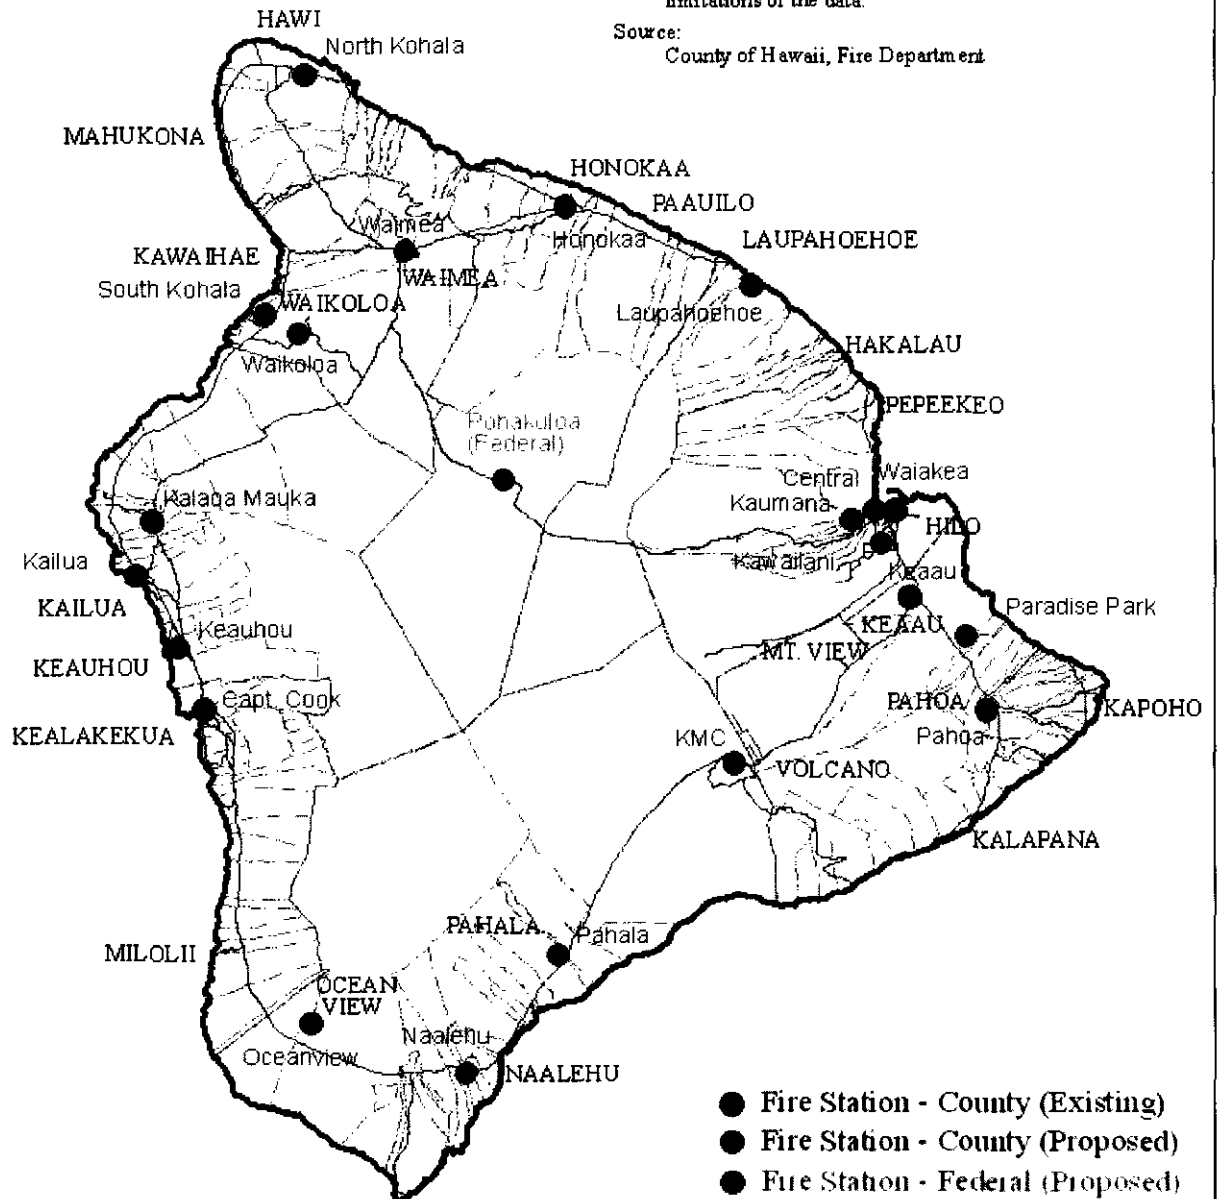 limitations of the data.
Source:
County of Hawaii, Fire Department
HAWI
North Kohala
MAHUKONA
HONOKAA
PAAUILO
Waimea
Honokaa
LAUPAHOEHOE
KAWAIHAE
WAIMEA
South Kohala
WAIKOLOA
Laupahoehoe
HAKALAU
Waikoloa
PEPEEKEO
Pohakuloa
(Federal)
Central
Waiakea
Kalaoa Mauka
Kaumana
HILO
Kailua
Kawailani
Keaau
KAILUA
Paradise Park
Keauhou
KEAAU
KEAUHOU
MT. VIEW
Capt. Cook
PAHOA
KAPOHO
KEALAKEKUA
KMC
Pahoa
VOLCANO
KALAPANA
PAHALA
Pahala
MILOLII
OCEAN
VIEW
Naalehu
Oceanview
NAALEHU
Fire Station - County (Existing)
Fire Station - County (Proposed)
Fire Station - Federal (Proposed)